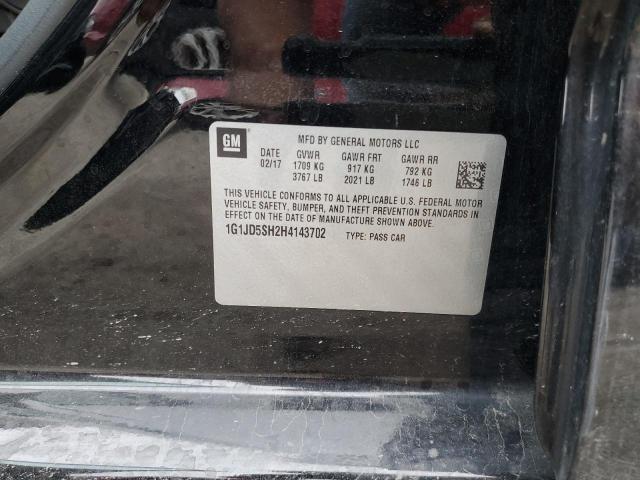 GM
MFD BY GENERAL MOTORS LLC
DATE GVWR GAWR FRT GAWR RR
02/17 1709 KG 917 KG 792 KG
3767 LB 2021 LB 1746 LB
THIS VEHICLE CONFORMS TO ALL APPLICABLE U.S. FEDERAL MOTOR
VEHICLE SAFETY, BUMPER, AND THEFT PREVENTION STANDARDS IN
EFFECT ON THE DATE OF MANUFACTURE SHOWN ABOVE.
1G1JD5SH2H4143702 TYPE: PASS CAR